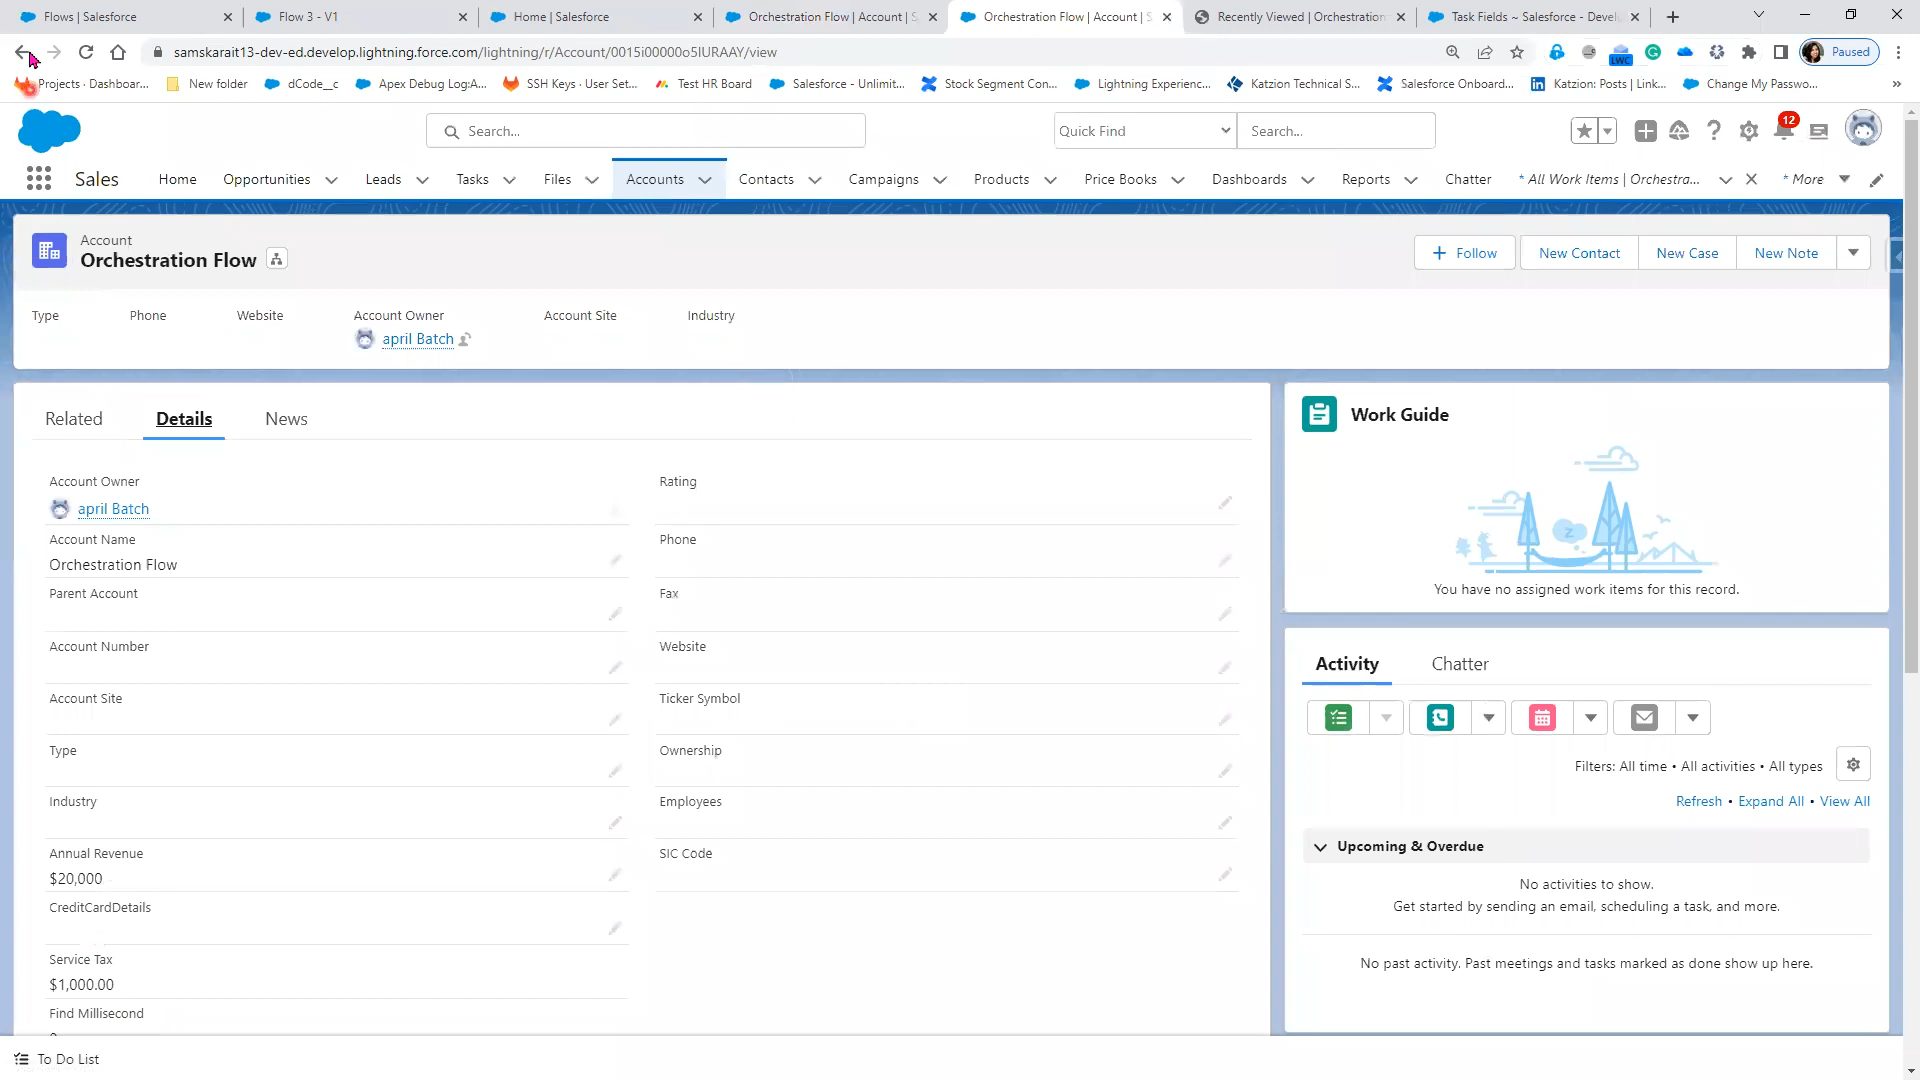 Flows | Salesforce
Flow 3 - V1
Home | Salesforce
Orchestration Flow | Account | S
Orchestration Flow | Account | S
Recently Viewed | Orchestration
Task Fields ~ Salesforce - Develo
samskarait13-dev-ed.develop.lightning.force.com/lightning/r/Account/0015i00000o5IURAAY/view
LWC
Paused
Projects · Dashboar...
New folder
dCode__c
Apex Debug Log:A...
SSH Keys · User Set...
Test HR Board
Salesforce - Unlimit...
Stock Segment Con...
Lightning Experienc...
Katzion Technical S...
Salesforce Onboard...
Katzion: Posts | Link...
Change My Passwo...
Search...
Quick Find
Search...
12
Sales
Home
Opportunities
Leads
Tasks
Files
Accounts
Contacts
Campaigns
Products
Price Books
Dashboards
Reports
Chatter
* All Work Items | Orchestra...
* More
Account
Orchestration Flow
Follow
New Contact
New Case
New Note
Type
Phone
Website
Account Owner
Account Site
Industry
april Batch
Related
Details
News
Account Owner
april Batch
Rating
Account Name
Orchestration Flow
Phone
Parent Account
Fax
Account Number
Website
Account Site
Ticker Symbol
Type
Ownership
Industry
Employees
Annual Revenue
$20,000
SIC Code
CreditCardDetails
Service Tax
$1,000.00
Find Millisecond
Work Guide
z
You have no assigned work items for this record.
Activity
Chatter
Filters: All time • All activities • All types
Refresh • Expand All • View All
Upcoming & Overdue
No activities to show.
Get started by sending an email, scheduling a task, and more.
No past activity. Past meetings and tasks marked as done show up here.
To Do List